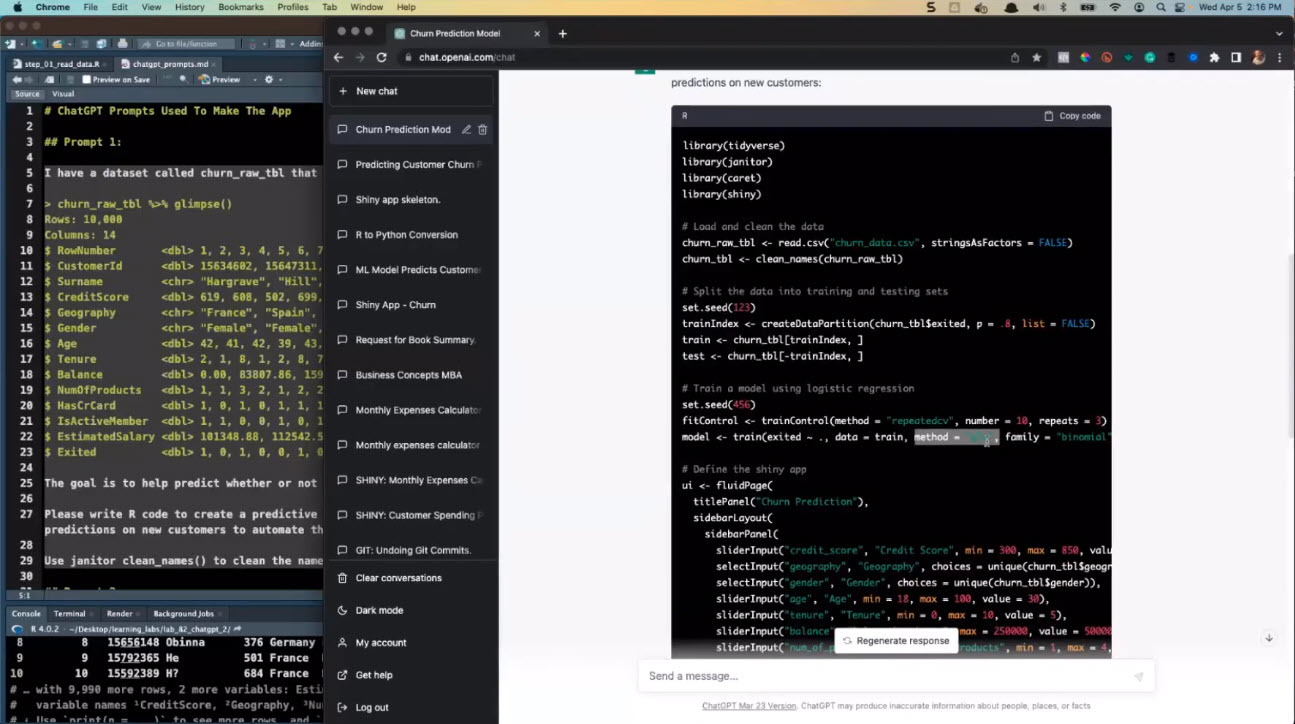 Chrome File Edit View History Bookmarks Profiles Tab Window Help
Wed Apr 5 2:16 PM
Go to file/function
Addin
step_01_read_data.R
chatgpt_prompts.md
Preview on Save
Preview
Source Visual
1 # ChatGPT Prompts Used To Make The App
2
3 ## Prompt 1:
4
5 I have a dataset called churn_raw_tbl that
6
7 > churn_raw_tbl %>% glimpse()
8 Rows: 10,000
9 Columns: 14
10 $ RowNumber <dbl> 1, 2, 3, 4, 5, 6, 7
11 $ CustomerId <dbl> 15634602, 15647311,
12 $ Surname <chr> "Hargrave", "Hill",
13 $ CreditScore <dbl> 619, 608, 502, 699,
14 $ Geography <chr> "France", "Spain",
15 $ Gender <chr> "Female", "Female",
16 $ Age <dbl> 42, 41, 42, 39, 43,
17 $ Tenure <dbl> 2, 1, 8, 1, 2, 8, 7
18 $ Balance <dbl> 0.00, 83807.86, 159
19 $ NumOfProducts <dbl> 1, 1, 3, 2, 1, 2, 2
20 $ HasCrCard <dbl> 1, 0, 1, 0, 1, 1, 1
21 $ IsActiveMember <dbl> 1, 1, 0, 0, 1, 0, 1
22 $ EstimatedSalary <dbl> 101348.88, 112542.5
23 $ Exited <dbl> 1, 0, 1, 0, 0, 1, 0
24
25 The goal is to help predict whether or not
26
27 Please write R code to create a predictive
predictions on new customers to automate th
28
29 Use janitor clean_names() to clean the name
30
5:1
Console Terminal Render Background Jobs
R 4.0.2 · ~/Desktop/learning_labs/lab_82_chatgpt_2/
8 8 15656148 Obinna 376 Germany
9 9 15792365 He 501 France
10 10 15592389 H? 684 France
# … with 9,990 more rows, 2 more variables: Esti
# variable names ¹CreditScore, ²Geography, ³Nu
Churn Prediction Model
chat.openai.com/chat
New chat
Churn Prediction Mod
Predicting Customer Churn
Shiny app skeleton.
R to Python Conversion
ML Model Predicts Custome
Shiny App - Churn
Request for Book Summary.
Business Concepts MBA
Monthly Expenses Calculator
Monthly expenses calculator
SHINY: Monthly Expenses Ca
SHINY: Customer Spending
GIT: Undoing Git Commits.
Clear conversations
Dark mode
My account
Get help
Log out
predictions on new customers:
R Copy code
library(tidyverse)
library(janitor)
library(caret)
library(shiny)
# Load and clean the data
churn_raw_tbl <- read.csv("churn_data.csv", stringsAsFactors = FALSE)
churn_tbl <- clean_names(churn_raw_tbl)
# Split the data into training and testing sets
set.seed(123)
trainIndex <- createDataPartition(churn_tbl$exited, p = .8, list = FALSE)
train <- churn_tbl[trainIndex, ]
test <- churn_tbl[-trainIndex, ]
# Train a model using logistic regression
set.seed(456)
fitControl <- trainControl(method = "repeatedcv", number = 10, repeats = 3)
model <- train(exited ~ ., data = train, method = , family = "binomial"
# Define the shiny app
ui <- fluidPage(
titlePanel("Churn Prediction"),
sidebarLayout(
sidebarPanel(
sliderInput("credit_score", "Credit Score", min = 300, max = 850, valu
selectInput("geography", "Geography", choices = unique(churn_tbl$geogr
selectInput("gender", "Gender", choices = unique(churn_tbl$gender)),
sliderInput("age", "Age", min = 18, max = 100, value = 30),
sliderInput("tenure", "Tenure", min = 0, max = 10, value = 5),
sliderInput("balance max = 250000, value = 50000
sliderInput("num_of_p roducts", min = 1, max = 4,
Regenerate response
Send a message...
ChatGPT Mar 23 Version. ChatGPT may produce inaccurate information about people, places, or facts